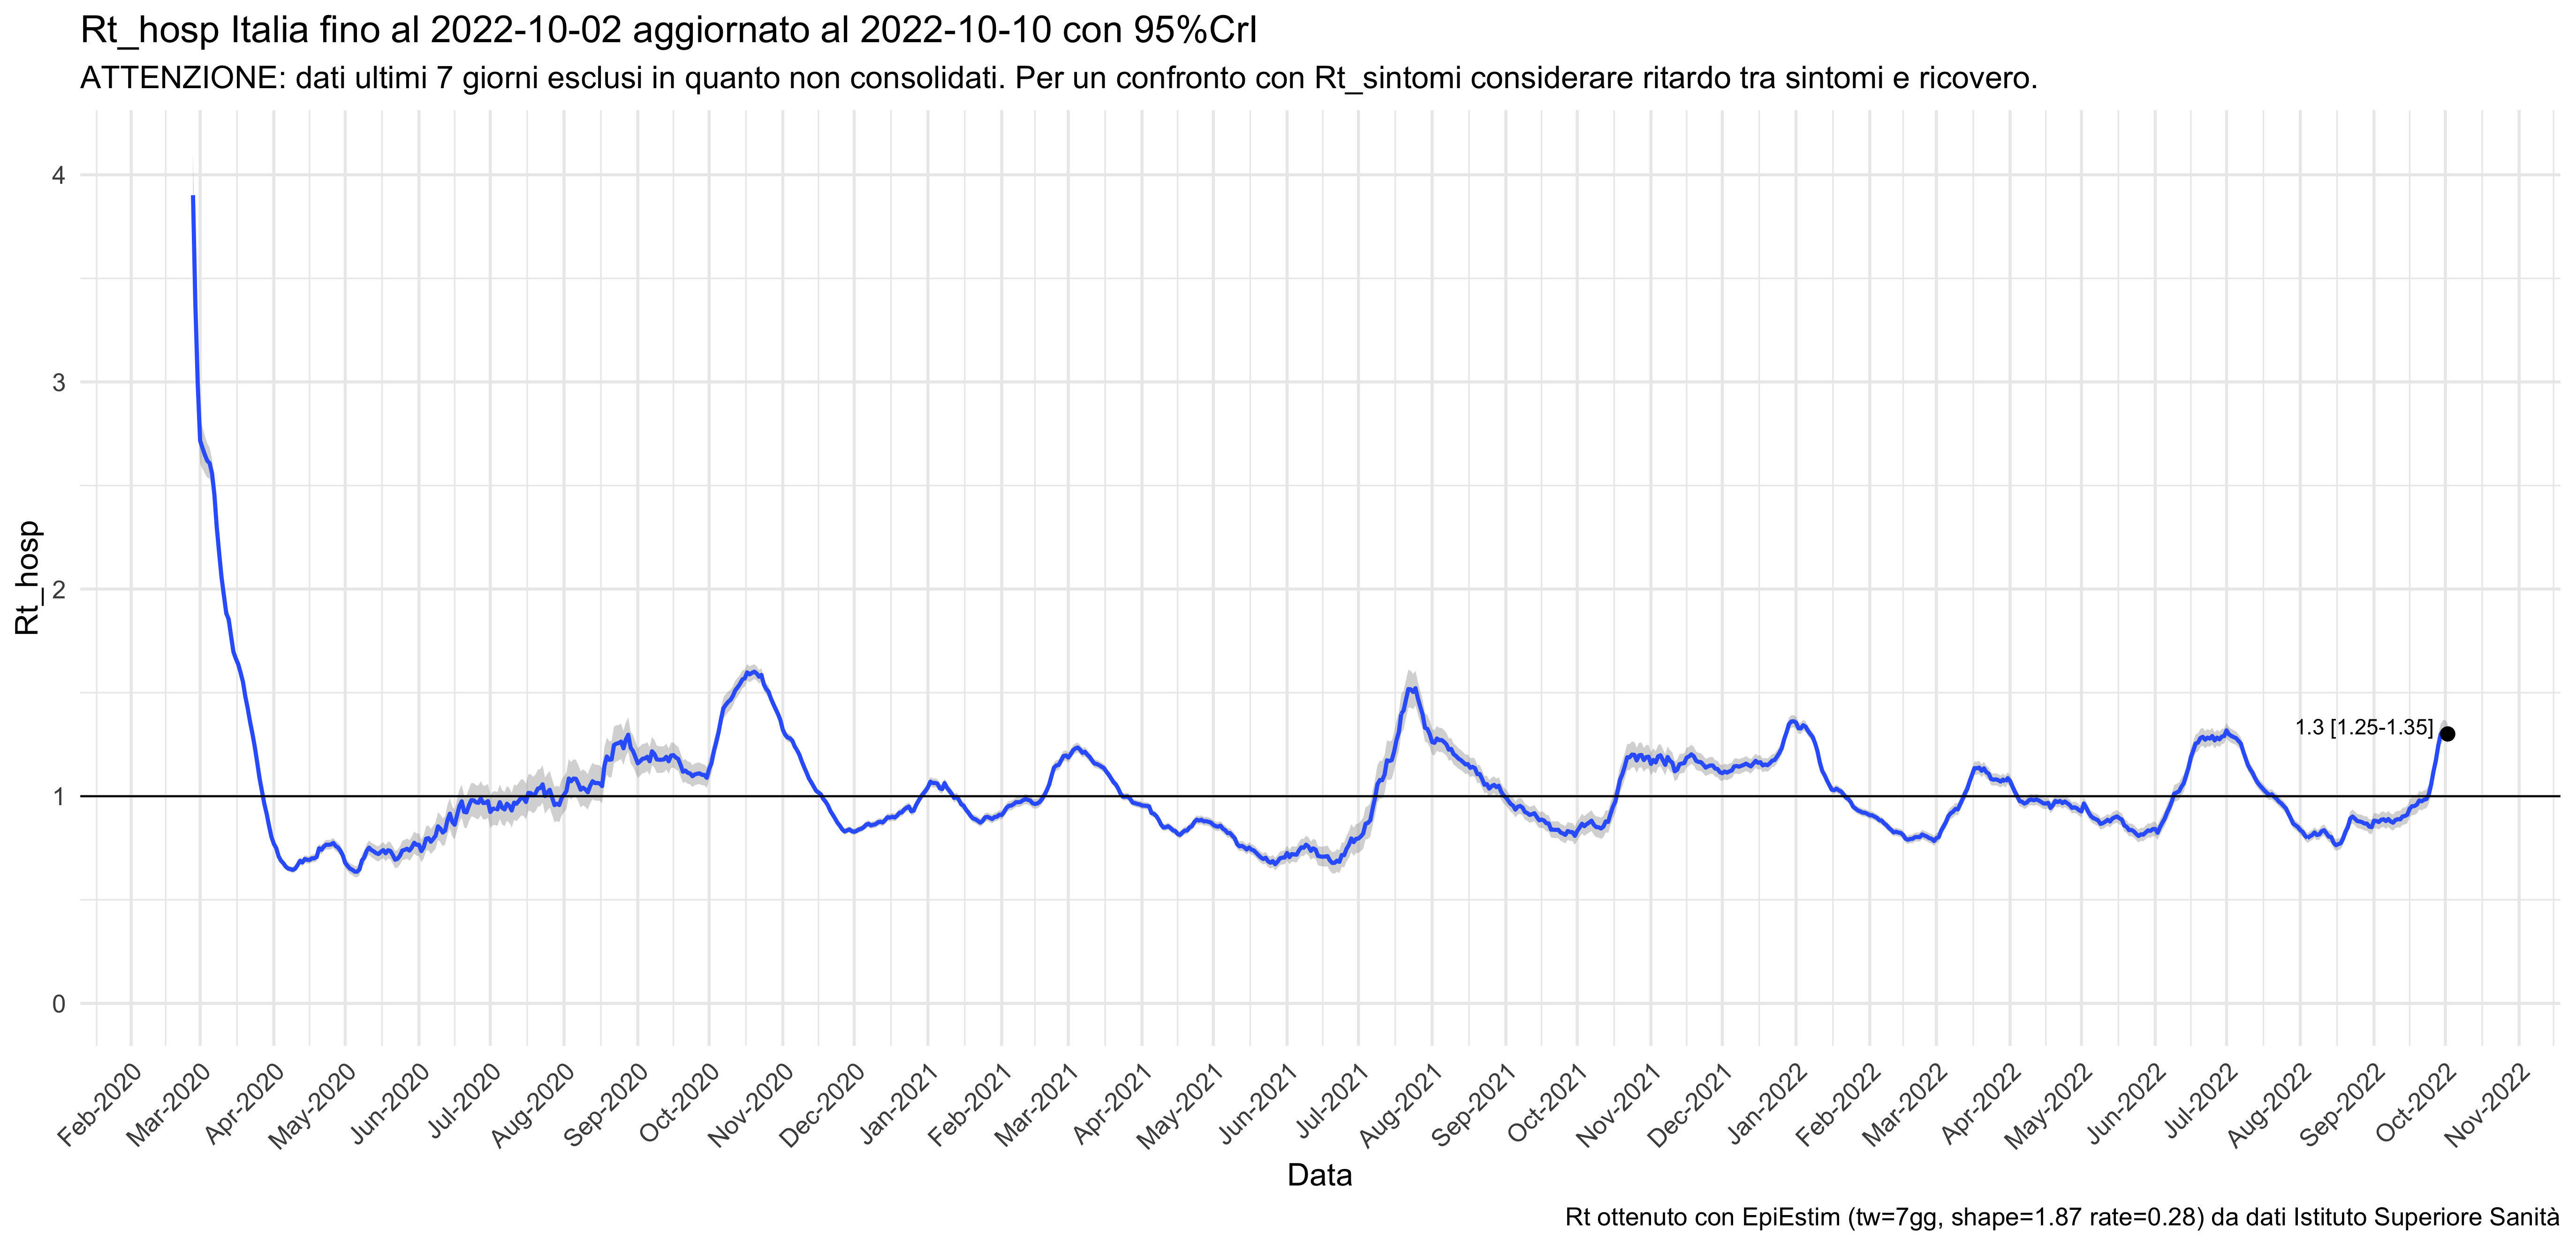 Rt_hosp Italia fino al 2022-10-02 aggiornato al 2022-10-10 con 95%CrI
ATTENZIONE: dati ultimi 7 giorni esclusi in quanto non consolidati. Per un confronto con Rt_sintomi considerare ritardo tra sintomi e ricovero.
Rt_hosp
4
3
2
1
0
1.3 [1.25-1.35]
Feb-2020
Mar-2020
Apr-2020
May-2020
Jun-2020
Jul-2020
Aug-2020
Sep-2020
Oct-2020
Nov-2020
Dec-2020
Jan-2021
Feb-2021
Mar-2021
Apr-2021
May-2021
Jun-2021
Jul-2021
Aug-2021
Sep-2021
Oct-2021
Nov-2021
Dec-2021
Jan-2022
Feb-2022
Mar-2022
Apr-2022
May-2022
Jun-2022
Jul-2022
Aug-2022
Sep-2022
Oct-2022
Nov-2022
Data
Rt ottenuto con EpiEstim (tw=7gg, shape=1.87 rate=0.28) da dati Istituto Superiore Sanità